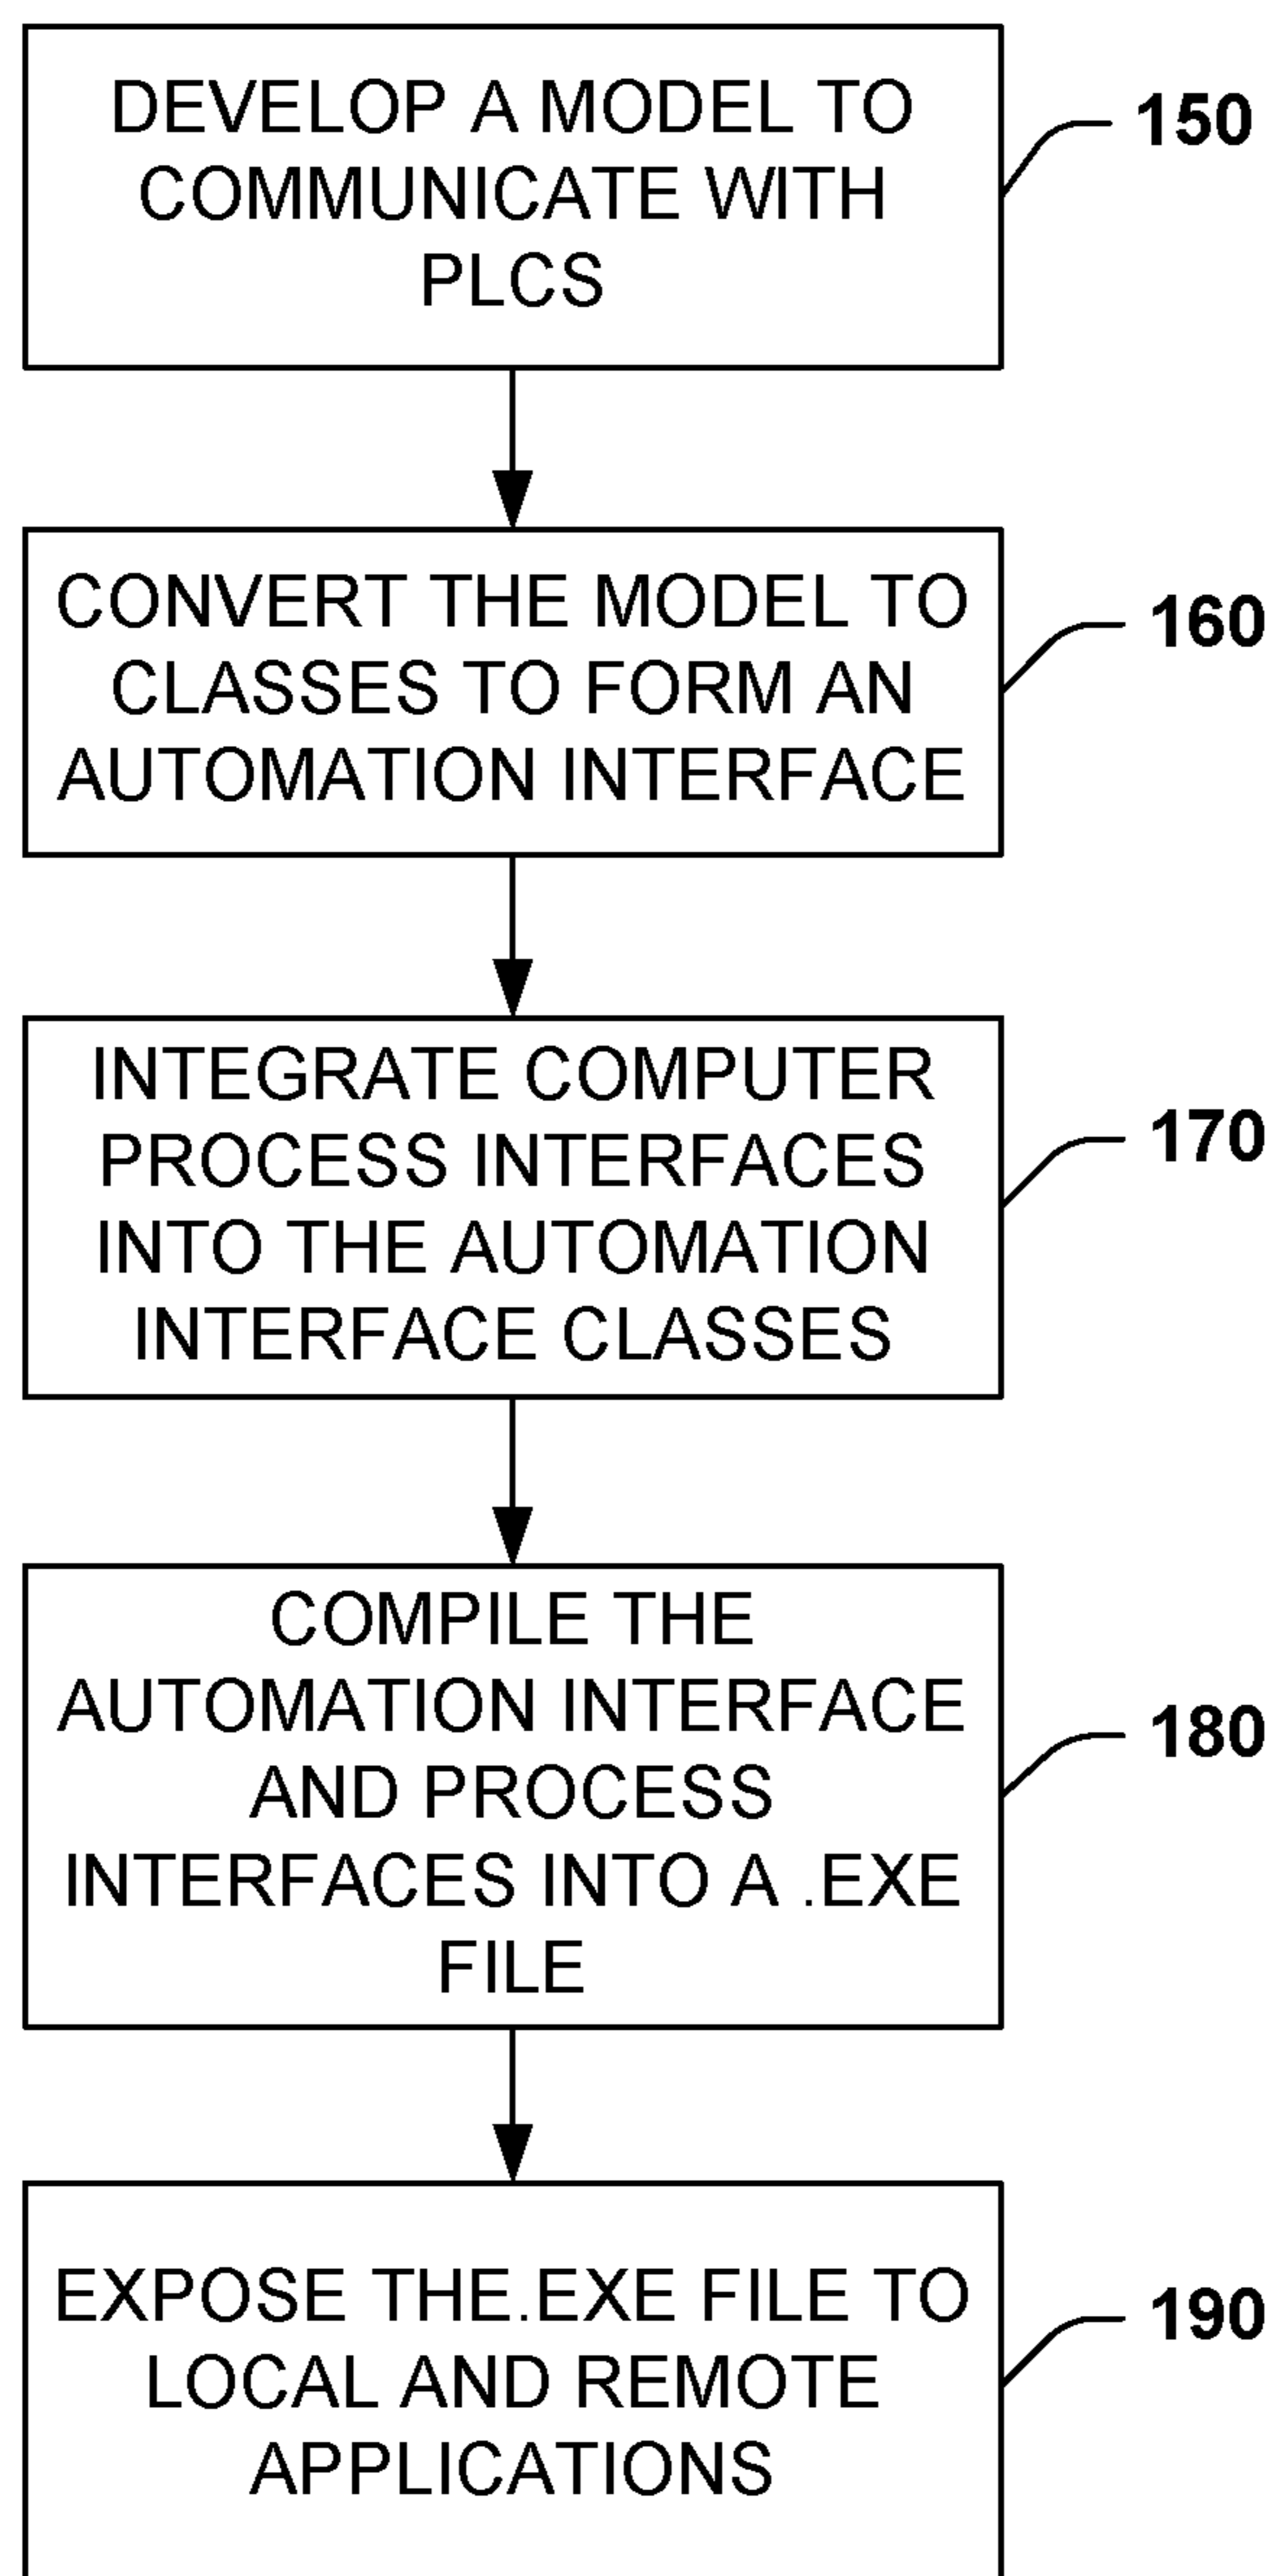 DEVELOP A MODEL TO
COMMUNICATE WITH
PLCS
150
CONVERT THE MODEL TO
CLASSES TO FORM AN
AUTOMATION INTERFACE
160
INTEGRATE COMPUTER
PROCESS INTERFACES
INTO THE AUTOMATION
INTERFACE CLASSES
170
COMPILE THE
AUTOMATION INTERFACE
AND PROCESS
INTERFACES INTO A .EXE
FILE
180
EXPOSE THE.EXE FILE TO
LOCAL AND REMOTE
APPLICATIONS
190